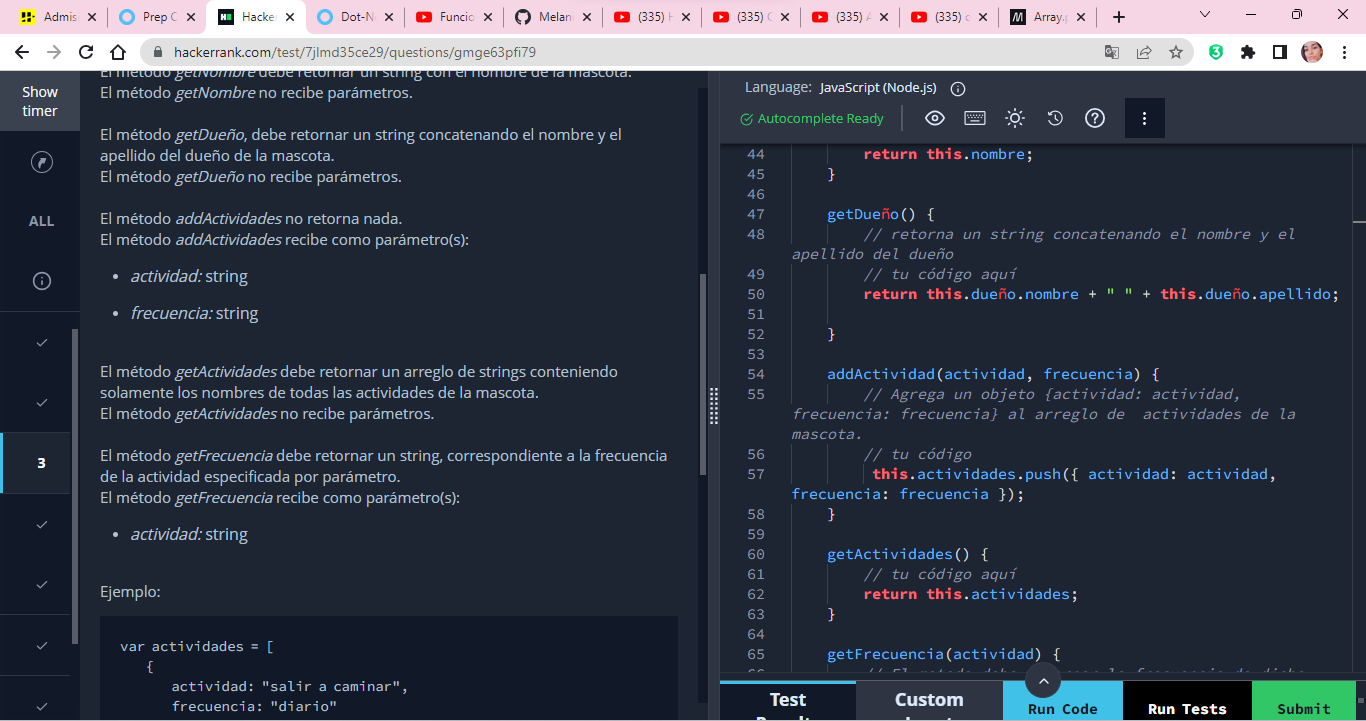 Admis
Prep C
Hacke
Dot-N
Funcio
Melan
(335) H
(335) C
(335) A
(335) c
Array.p
hackerrank.com/test/7jlmd35ce29/questions/gmge63pfi79
Show
timer
ALL
3
El método getNombre debe retornar un string con el nombre de la mascota.
El método getNombre no recibe parámetros.
El método getDueño, debe retornar un string concatenando el nombre y el
apellido del dueño de la mascota.
El método getDueño no recibe parámetros.
El método addActividades no retorna nada.
El método addActividades recibe como parámetro(s):
• actividad: string
• frecuencia: string
El método getActividades debe retornar un arreglo de strings conteniendo
solamente los nombres de todas las actividades de la mascota.
El método getActividades no recibe parámetros.
El método getFrecuencia debe retornar un string, correspondiente a la frecuencia
de la actividad especificada por parámetro.
El método getFrecuencia recibe como parámetro(s):
• actividad: string
Ejemplo:
var actividades = [
{
actividad: "salir a caminar",
frecuencia: "diario"
Language: JavaScript (Node.js)
Autocomplete Ready
44 return this.nombre;
45 }
46
47 getDueño() {
48 // retorna un string concatenando el nombre y el
apellido del dueño
49 // tu código aquí
50 return this.dueño.nombre + " " + this.dueño.apellido;
51
52 }
53
54 addActividad(actividad, frecuencia) {
55 // Agrega un objeto {actividad: actividad,
frecuencia: frecuencia} al arreglo de  actividades de la
mascota.
56 // tu código
57 this.actividades.push({ actividad: actividad,
frecuencia: frecuencia });
58 }
59
60 getActividades() {
61 // tu código aquí
62 return this.actividades;
63 }
64
65 getFrecuencia(actividad) {
Test
Custom
Run Code
Run Tests
Submit